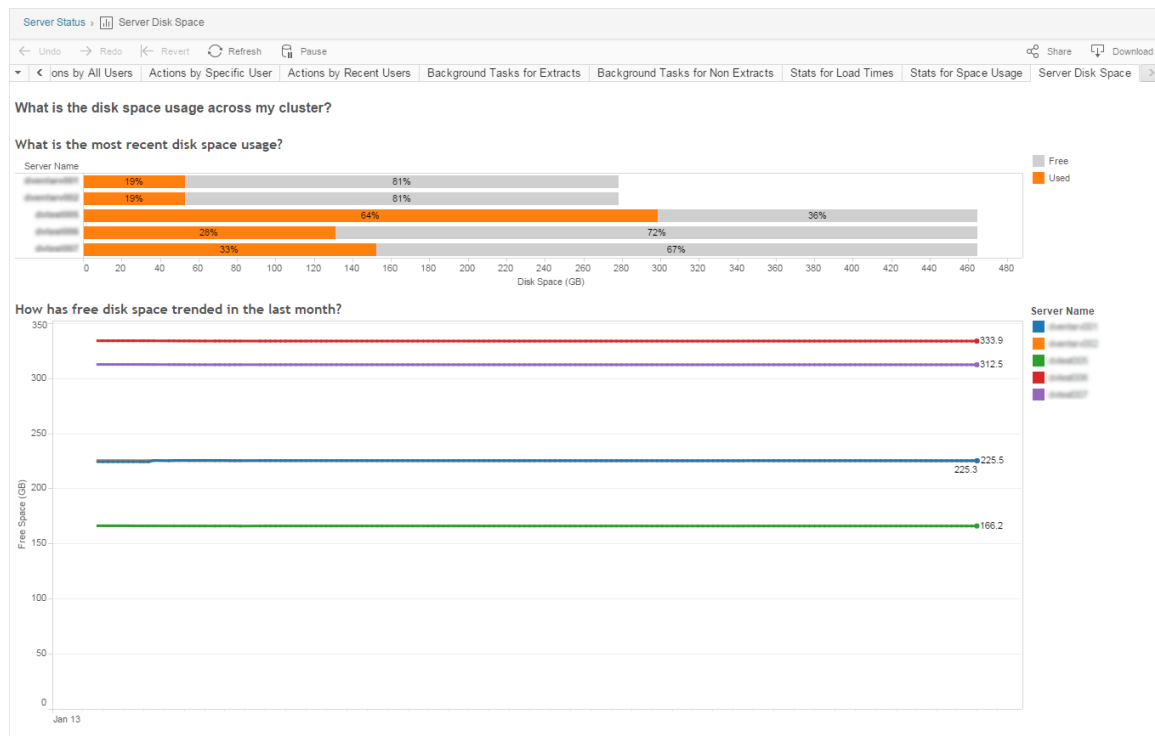 Server Status › Server Disk Space
Undo Redo Revert Refresh Pause Share Download
ons by All Users Actions by Specific User Actions by Recent Users Background Tasks for Extracts Background Tasks for Non Extracts Stats for Load Times Stats for Space Usage Server Disk Space
What is the disk space usage across my cluster?
What is the most recent disk space usage?
Server Name
19% 81%
19% 81%
64% 36%
28% 72%
33% 67%
0 20 40 60 80 100 120 140 160 180 200 220 240 260 280 300 320 340 360 380 400 420 440 460 480
Disk Space (GB)
Free
Used
How has free disk space trended in the last month?
Server Name
350
300
250
200
150
100
50
0
Free Space (GB)
333.9
312.5
225.5
225.3
166.2
Jan 13